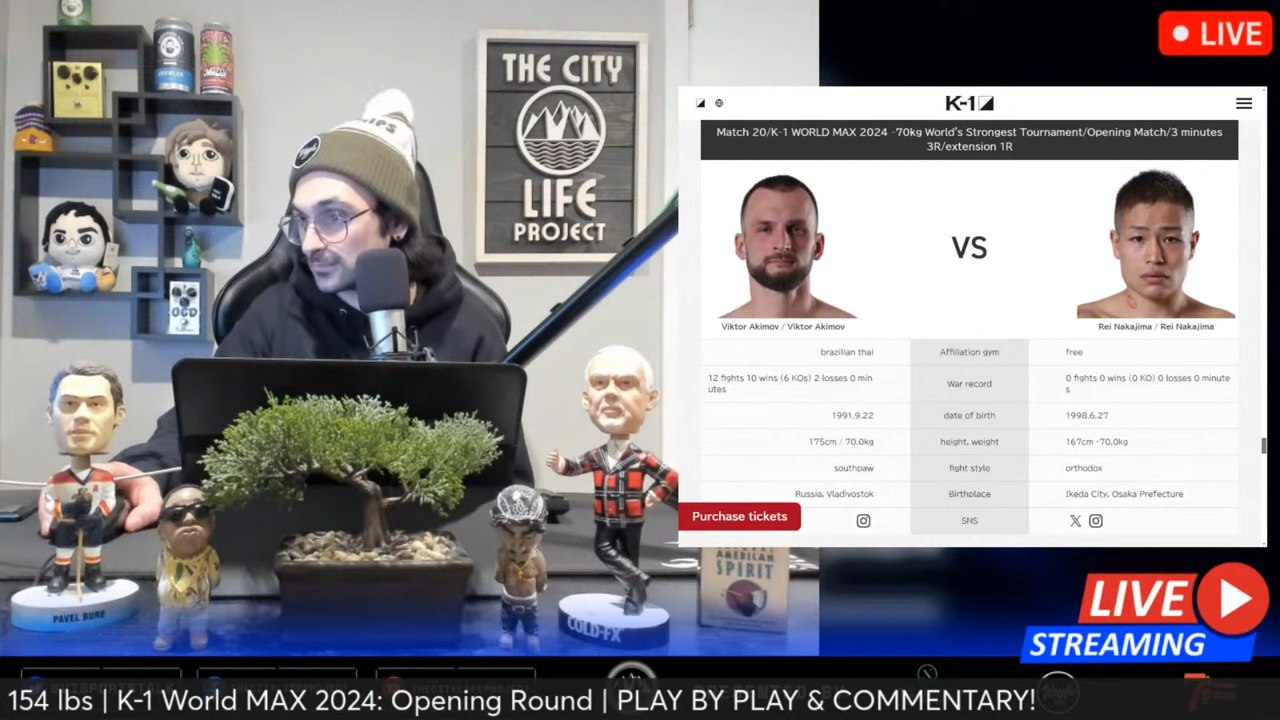 LIVE
THE CITY
LIFE
PROJECT
K-1
Match 20/K-1 WORLD MAX 2024 -70kg World's Strongest Tournament/Opening Match/3 minutes
3R/extension 1R
VS
Viktor Akimov / Viktor Akimov
Rei Nakajima / Rei Nakajima
brazilian thai
Affiliation gym
free
12 fights 10 wins (6 KOs) 2 losses 0 min
utes
War record
0 fights 0 wins (0 KO) 0 losses 0 minute
s
1991.9.22
date of birth
1998.6.27
175cm / 70.0kg
height, weight
167cm ・70.0kg
southpaw
fight style
orthodox
Russia, Vladivostok
Birthplace
Ikeda City, Osaka Prefecture
Purchase tickets
SNS
OCD
PAVEL BURE
COLD-FX
AMERICAN
SPIRIT
LIVE
STREAMING
154 lbs | K-1 World MAX 2024: Opening Round | PLAY BY PLAY & COMMENTARY!